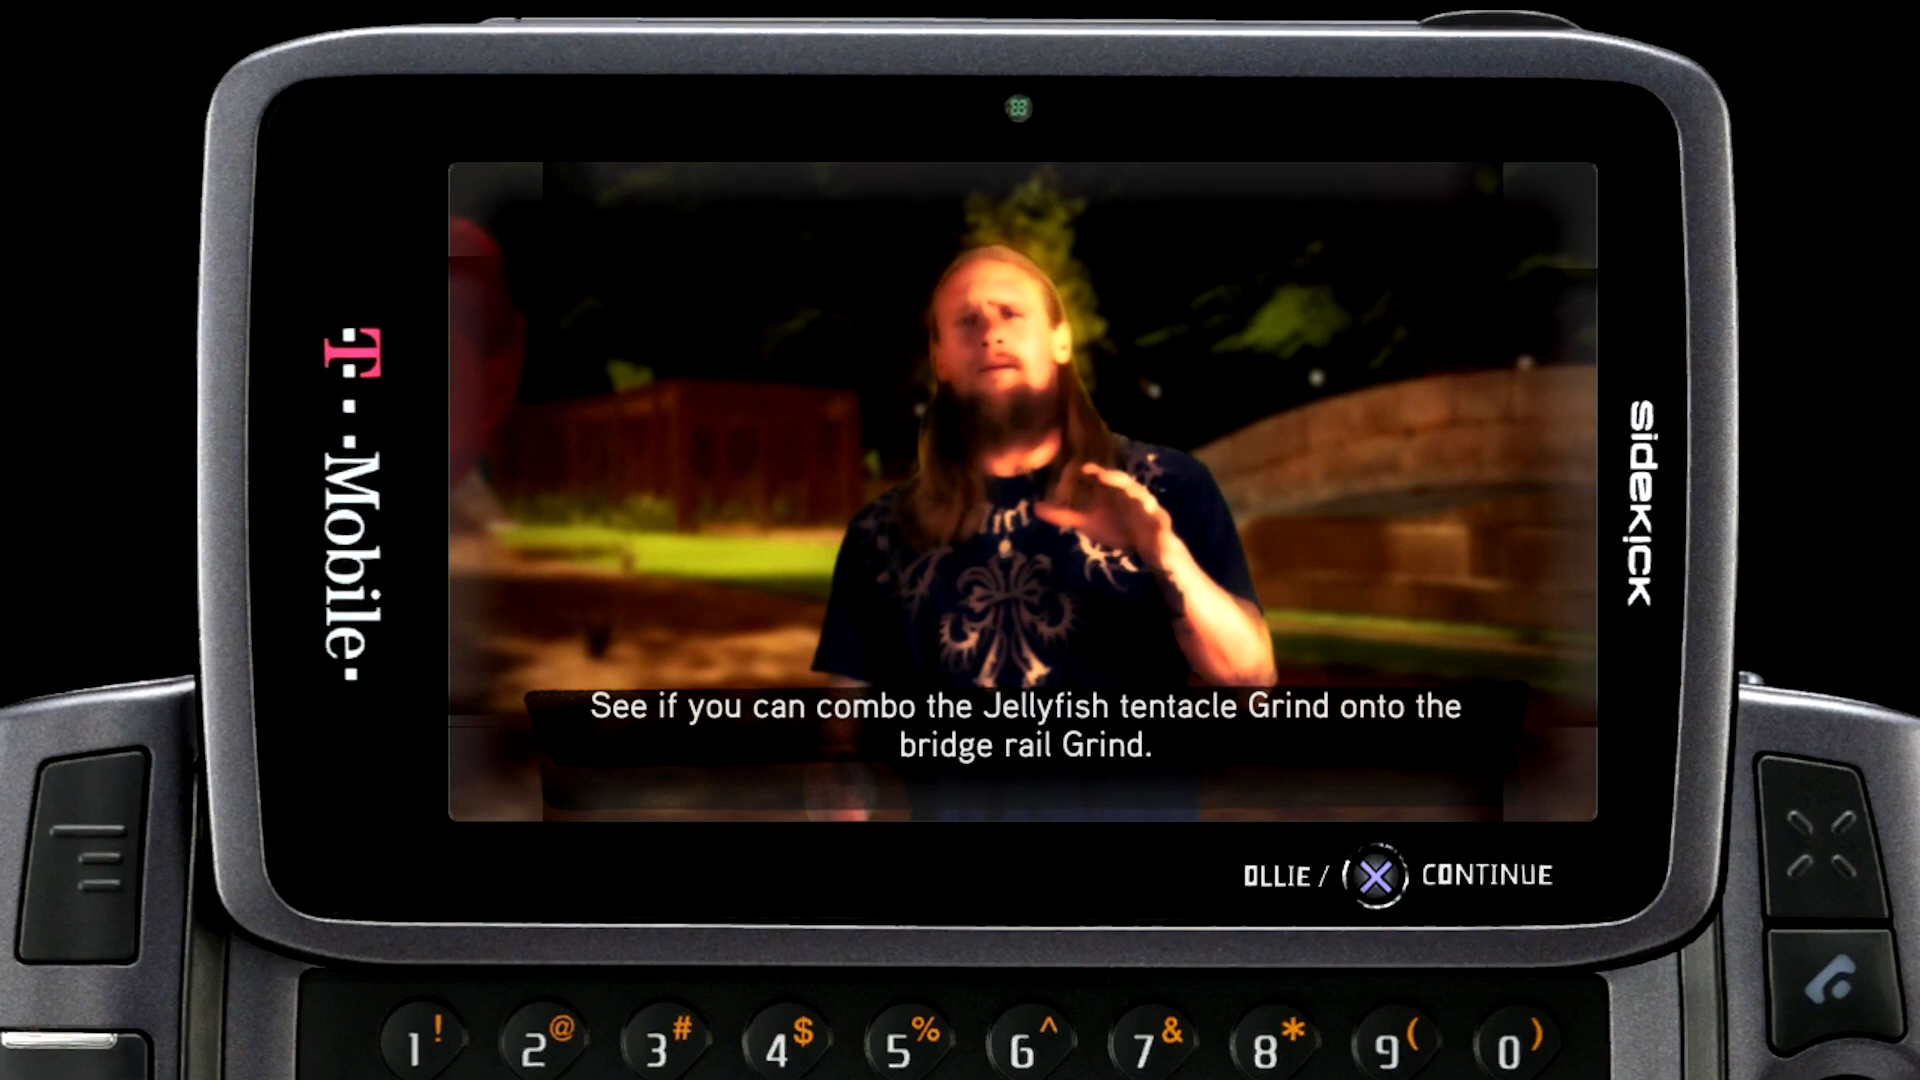 T··Mobile·
sidekick
See if you can combo the Jellyfish tentacle Grind onto the
bridge rail Grind.
OLLIE / CONTINUE
1! 2@ 3# 4$ 5% 6^ 7& 8* 9( 0)